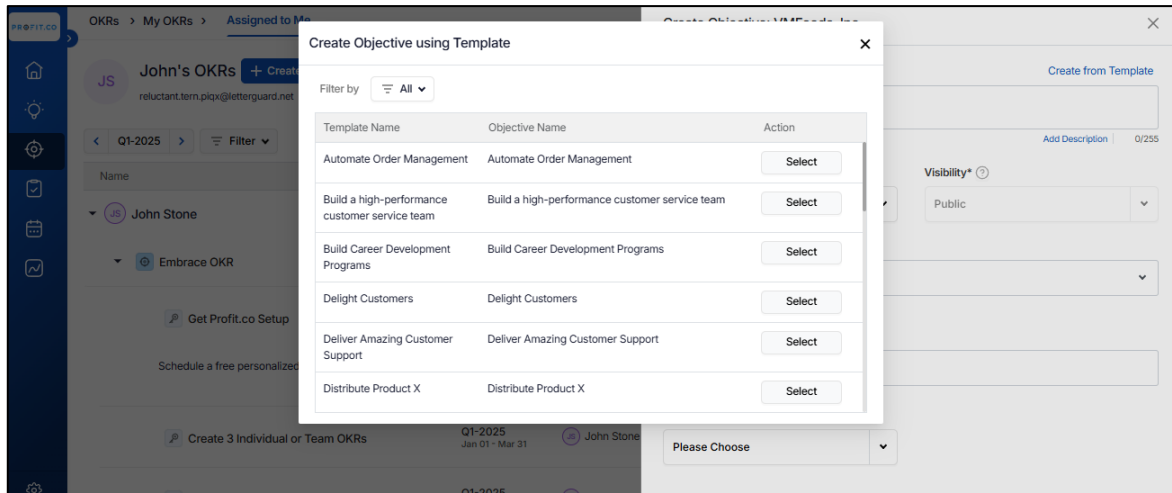 PROFIT.CO
OKRs > My OKRs > Assigned to Me
JS
John's OKRs
+ Create
reluctant.tern.piqx@letterguard.net
< Q1-2025 >
Filter
Name
JS John Stone
Embrace OKR
Get Profit.co Setup
Schedule a free personalized
Create 3 Individual or Team OKRs
Q1-2025
Jan 01 - Mar 31
JS John Stone
Q1-2025
Create Objective using Template
Filter by
All
Template Name Objective Name Action
Automate Order Management Automate Order Management Select
Build a high-performance customer service team Build a high-performance customer service team Select
Build Career Development Programs Build Career Development Programs Select
Delight Customers Delight Customers Select
Deliver Amazing Customer Support Deliver Amazing Customer Support Select
Distribute Product X Distribute Product X Select
Create Objective: VMFoods, Inc.
Create from Template
Add Description
0/255
Visibility* ?
Public
Please Choose